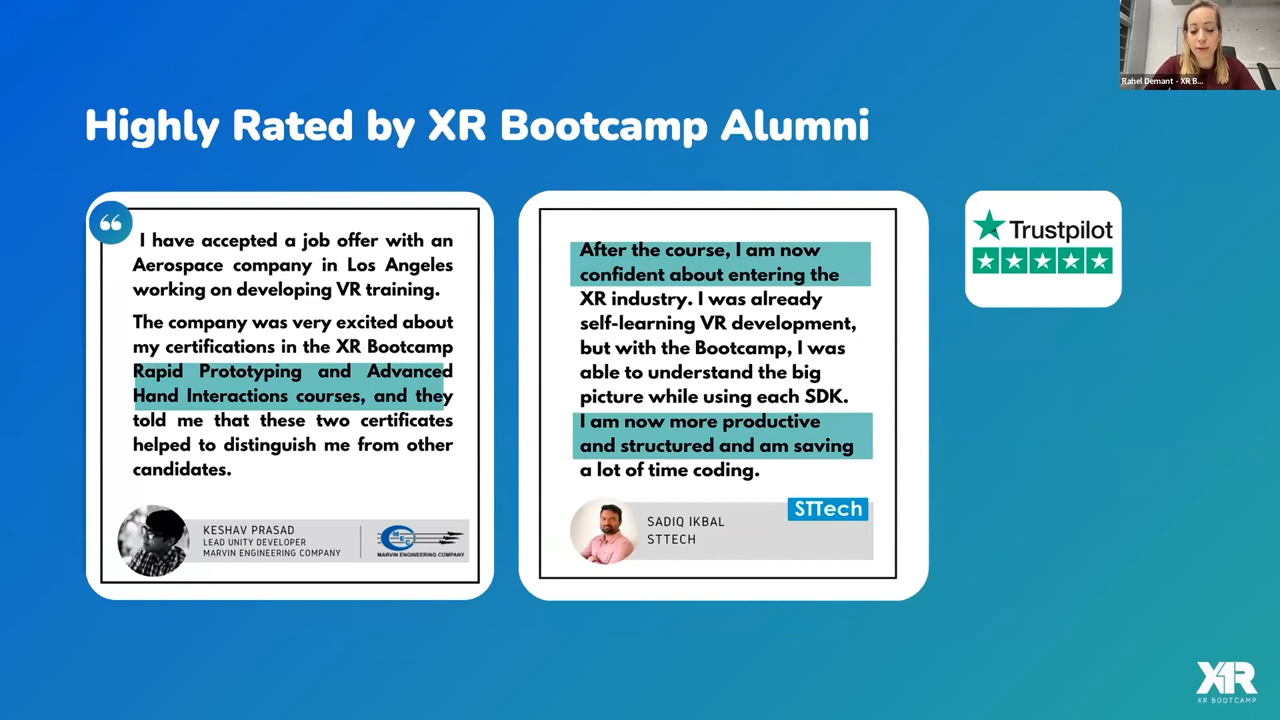 Rahel Demant - XR B...
Highly Rated by XR Bootcamp Alumni
I have accepted a job offer with an
Aerospace company in Los Angeles
working on developing VR training.
The company was very excited about
my certifications in the XR Bootcamp
Rapid Prototyping and Advanced
Hand Interactions courses, and they
told me that these two certificates
helped to distinguish me from other
candidates.
KESHAV PRASAD
LEAD UNITY DEVELOPER
MARVIN ENGINEERING COMPANY
MEC
MARVIN ENGINEERING COMPANY
After the course, I am now
confident about entering the
XR industry. I was already
self-learning VR development,
but with the Bootcamp, I was
able to understand the big
picture while using each SDK.
I am now more productive
and structured and am saving
a lot of time coding.
STTech
SADIQ IKBAL
STTECH
Trustpilot
XR
XR BOOTCAMP